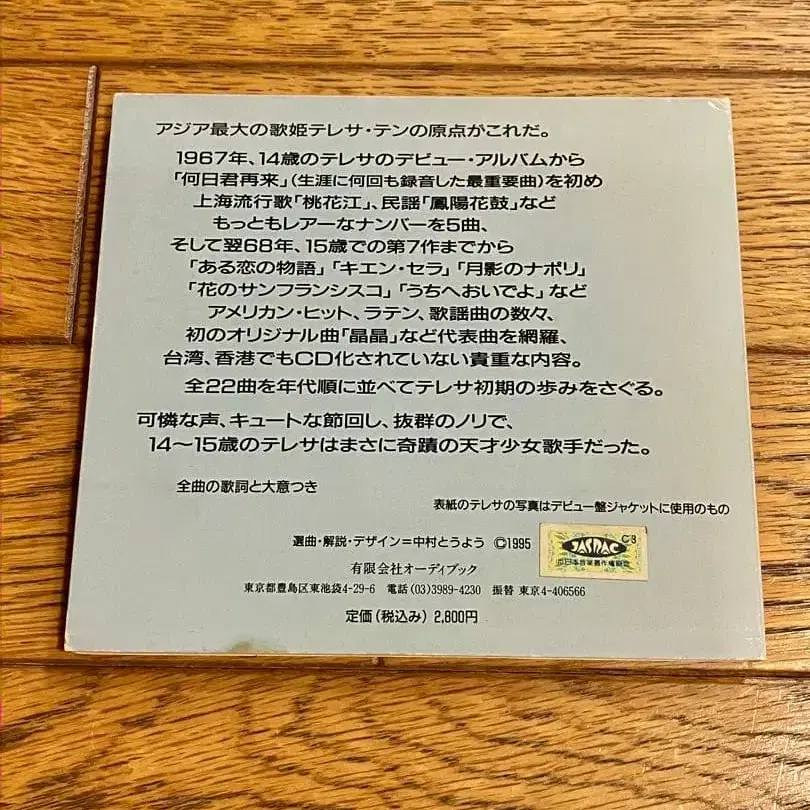 アジア最大の歌姫テレサ・テンの原点がこれだ。
1967年、14歳のテレサのデビュー・アルバムから
「何日君再来」(生涯に何回も録音した最重要曲)を初め
上海流行歌「桃花江」、民謡「鳳陽花鼓」など
もっともレアーなナンバーを5曲、
そして翌68年、15歳での第7作までから
「ある恋の物語」「キエン・セラ」「月影のナポリ」
「花のサンフランシスコ」「うちへおいでよ」など
アメリカン・ヒット、ラテン、歌謡曲の数々、
初のオリジナル曲「晶晶」など代表曲を網羅、
台湾、香港でもCD化されていない貴重な内容。
全22曲を年代順に並べてテレサ初期の歩みをさぐる。
可憐な声、キュートな節回し、抜群のノリで、
14〜15歳のテレサはまさに奇蹟の天才少女歌手だった。
全曲の歌詞と大意つき
表紙のテレサの写真はデビュー盤ジャケットに使用のもの
選曲・解説・デザイン=中村とうよう ©1995
JASRAC C3
有限会社オーディブック
東京都豊島区東池袋4-29-6 電話(03)3989-4230 振替 東京4-406566
定価(税込み) 2,800円